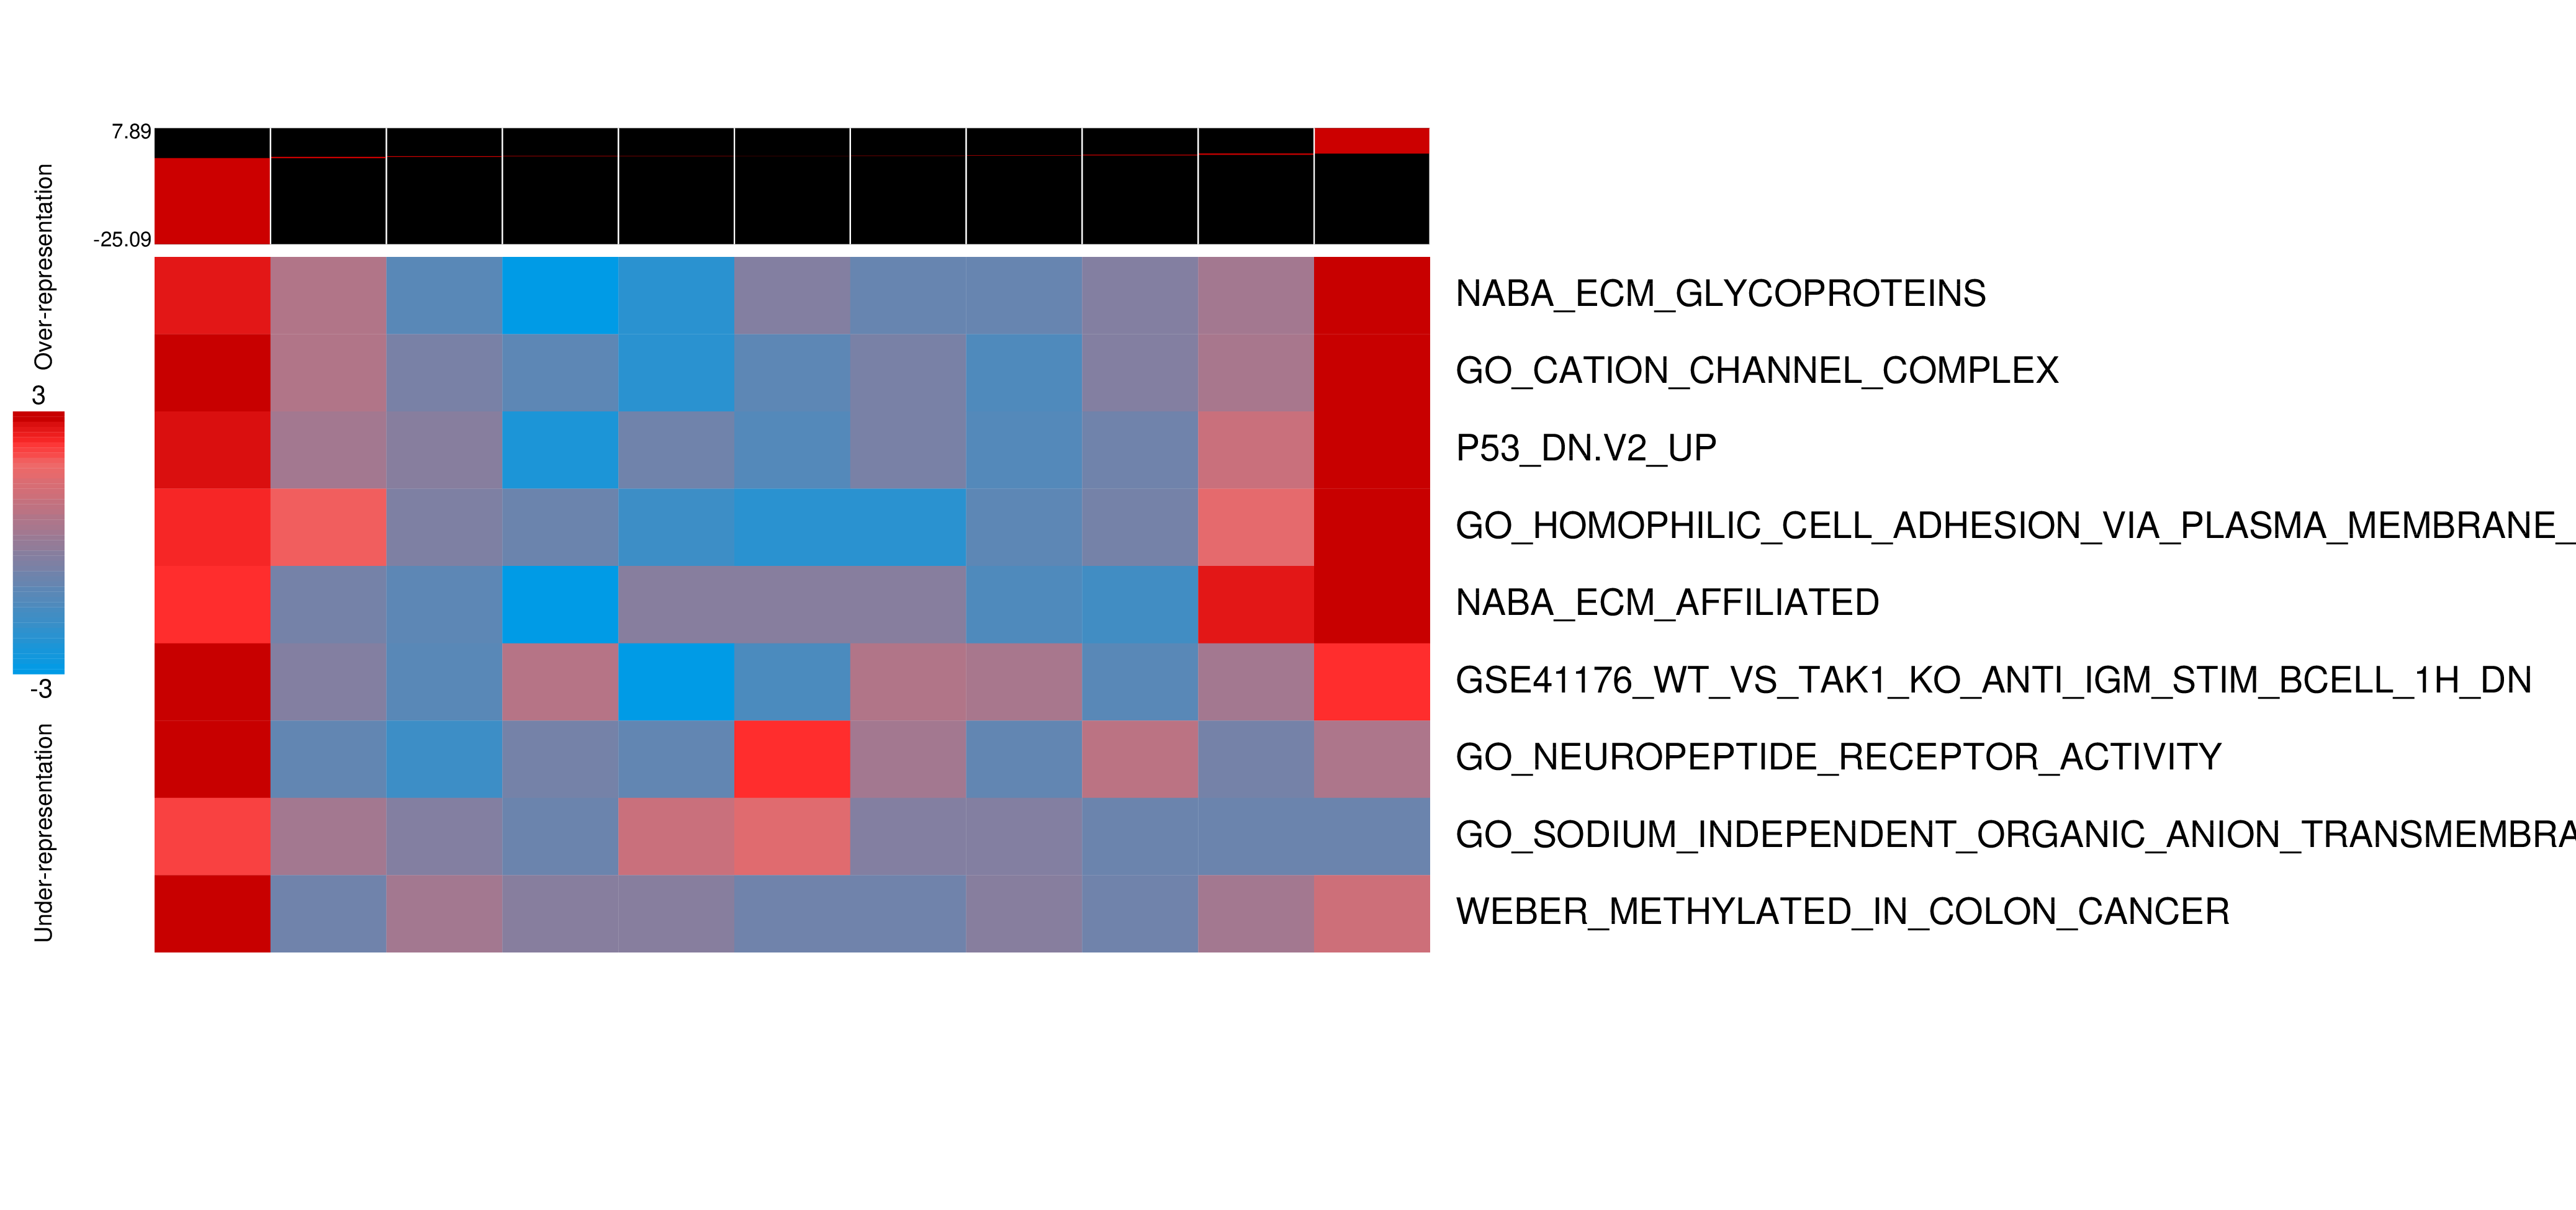 7.89
-25.09
Over-representation
3
-3
Under-representation
NABA_ECM_GLYCOPROTEINS
GO_CATION_CHANNEL_COMPLEX
P53_DN.V2_UP
GO_HOMOPHILIC_CELL_ADHESION_VIA_PLASMA_MEMBRANE_
NABA_ECM_AFFILIATED
GSE41176_WT_VS_TAK1_KO_ANTI_IGM_STIM_BCELL_1H_DN
GO_NEUROPEPTIDE_RECEPTOR_ACTIVITY
GO_SODIUM_INDEPENDENT_ORGANIC_ANION_TRANSMEMBRA
WEBER_METHYLATED_IN_COLON_CANCER